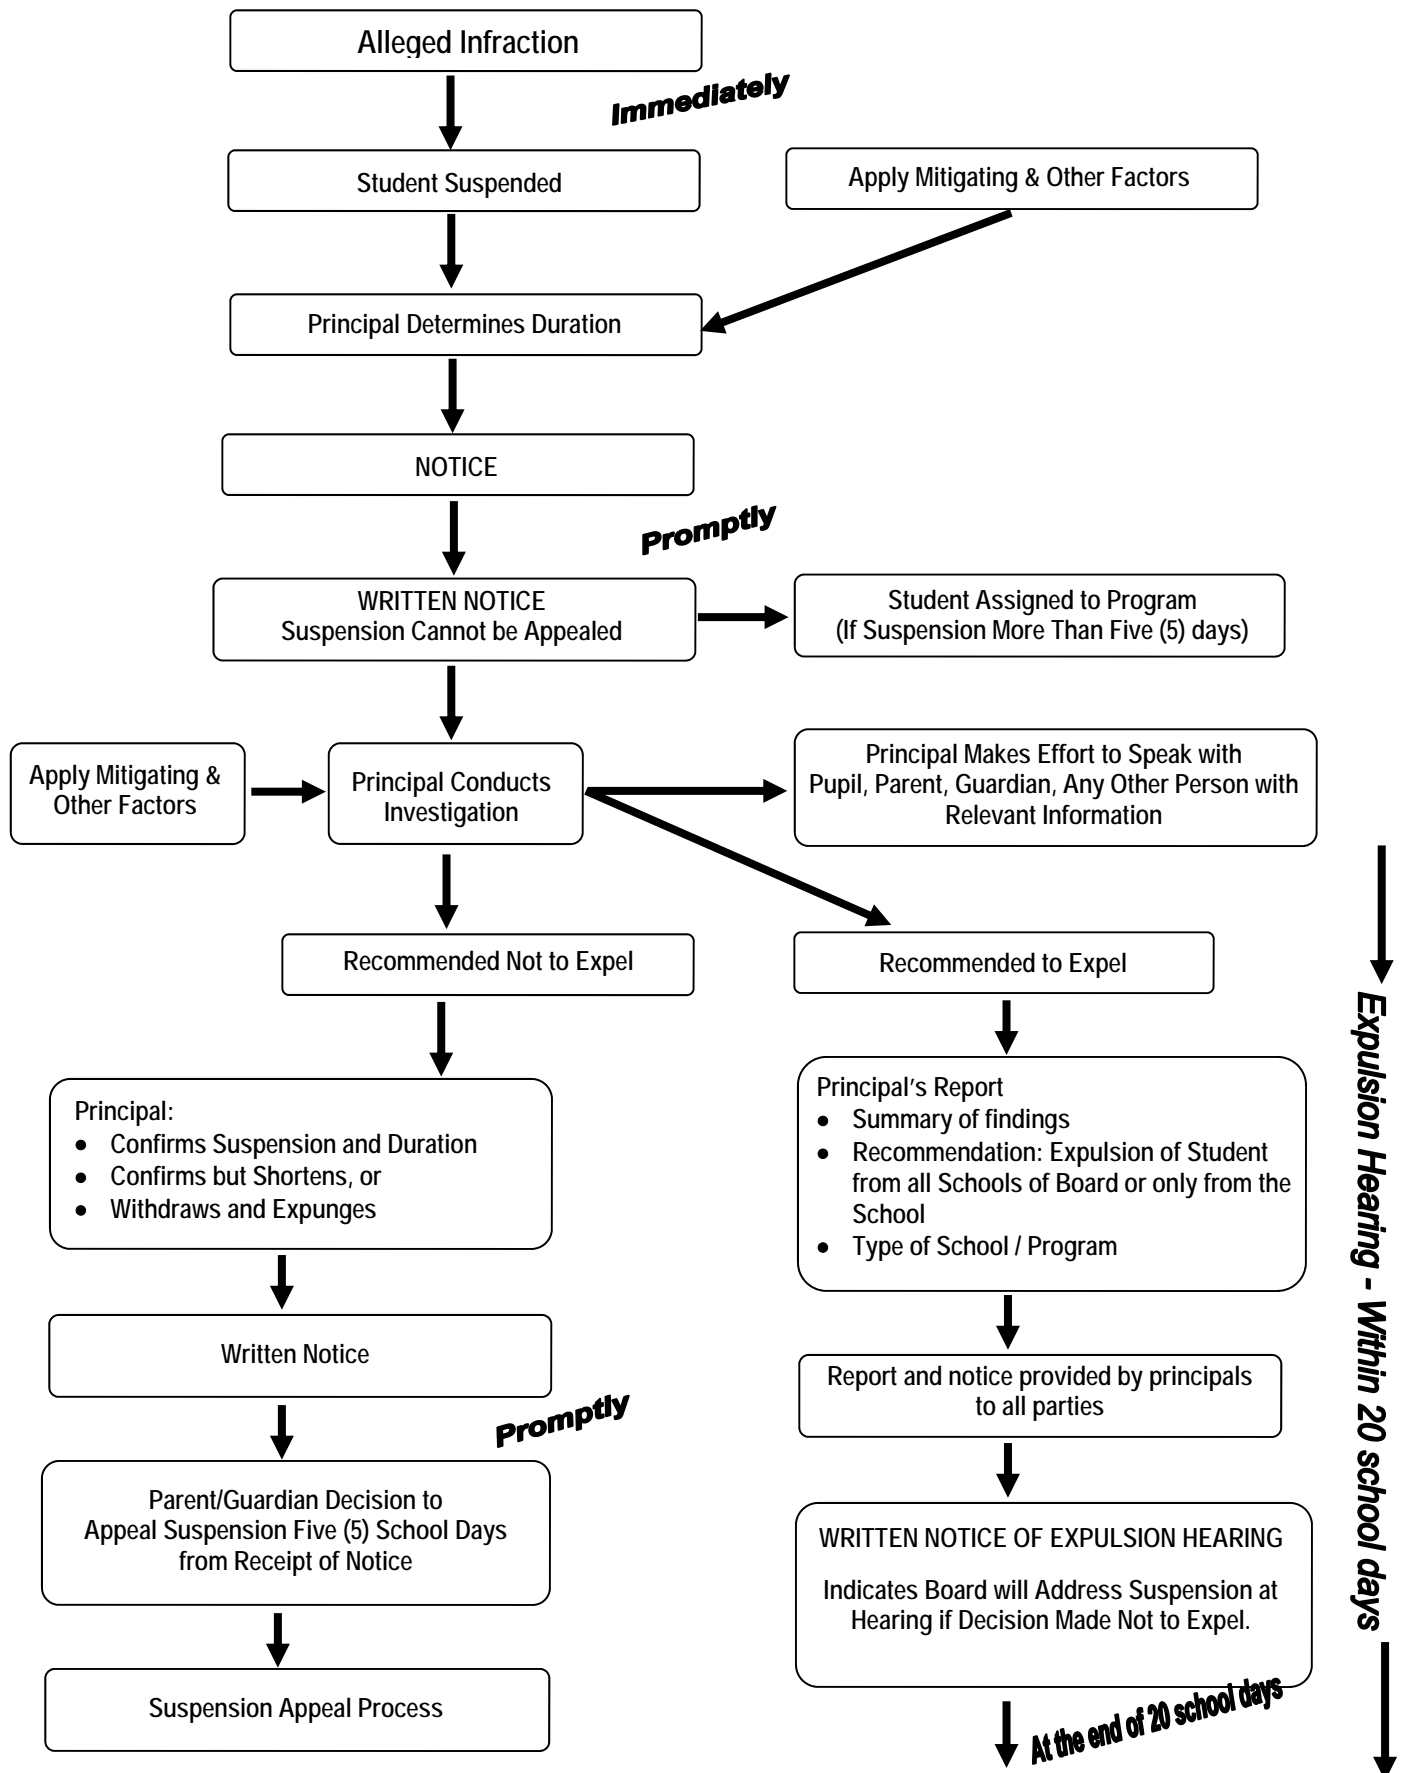 Alleged Infraction
Immediately
Student Suspended
Apply Mitigating & Other Factors
Principal Determines Duration
NOTICE
Promptly
WRITTEN NOTICE
Suspension Cannot be Appealed
Student Assigned to Program
(If Suspension More Than Five (5) days)
Apply Mitigating &
Other Factors
Principal Conducts
Investigation
Principal Makes Effort to Speak with
Pupil, Parent, Guardian, Any Other Person with
Relevant Information
Recommended Not to Expel
Recommended to Expel
Principal:
● Confirms Suspension and Duration
● Confirms but Shortens, or
● Withdraws and Expunges
Principal's Report
● Summary of findings
● Recommendation: Expulsion of Student
from all Schools of Board or only from the
School
● Type of School / Program
Expulsion Hearing - Within 20 school days
Written Notice
Report and notice provided by principals
to all parties
Promptly
Parent/Guardian Decision to
Appeal Suspension Five (5) School Days
from Receipt of Notice
WRITTEN NOTICE OF EXPULSION HEARING
Indicates Board will Address Suspension at
Hearing if Decision Made Not to Expel.
Suspension Appeal Process
At the end of 20 school days